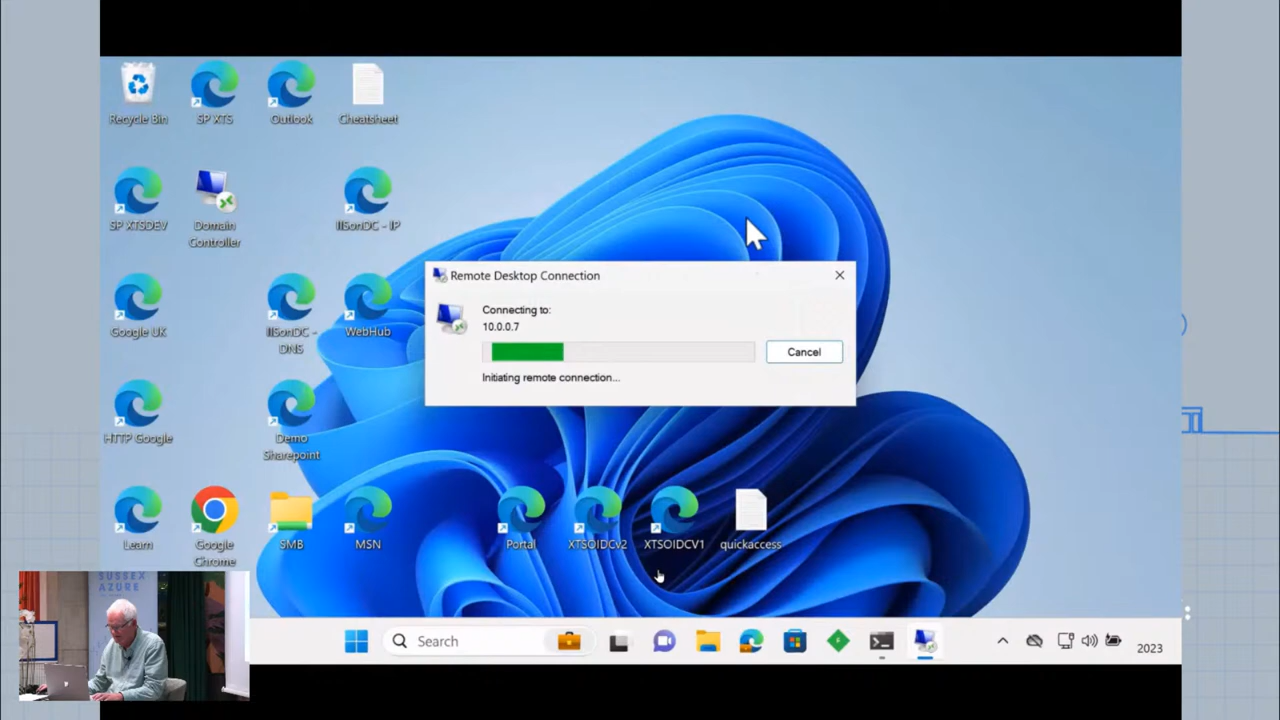 Recycle Bin
SP XTS
Outlook
Cheatsheet
SP XTSDEV
Domain
Controller
IISonDC - IP
Remote Desktop Connection
Connecting to:
10.0.0.7
Cancel
Initiating remote connection...
Google UK
IISonDC -
DNS
WebHub
HTTP Google
Demo
Sharepoint
Learn
Google
Chrome
SMB
MSN
Portal
XTSOIDCv2
XTSOIDCV1
quickaccess
SUSSEX
AZURE
Search
2023